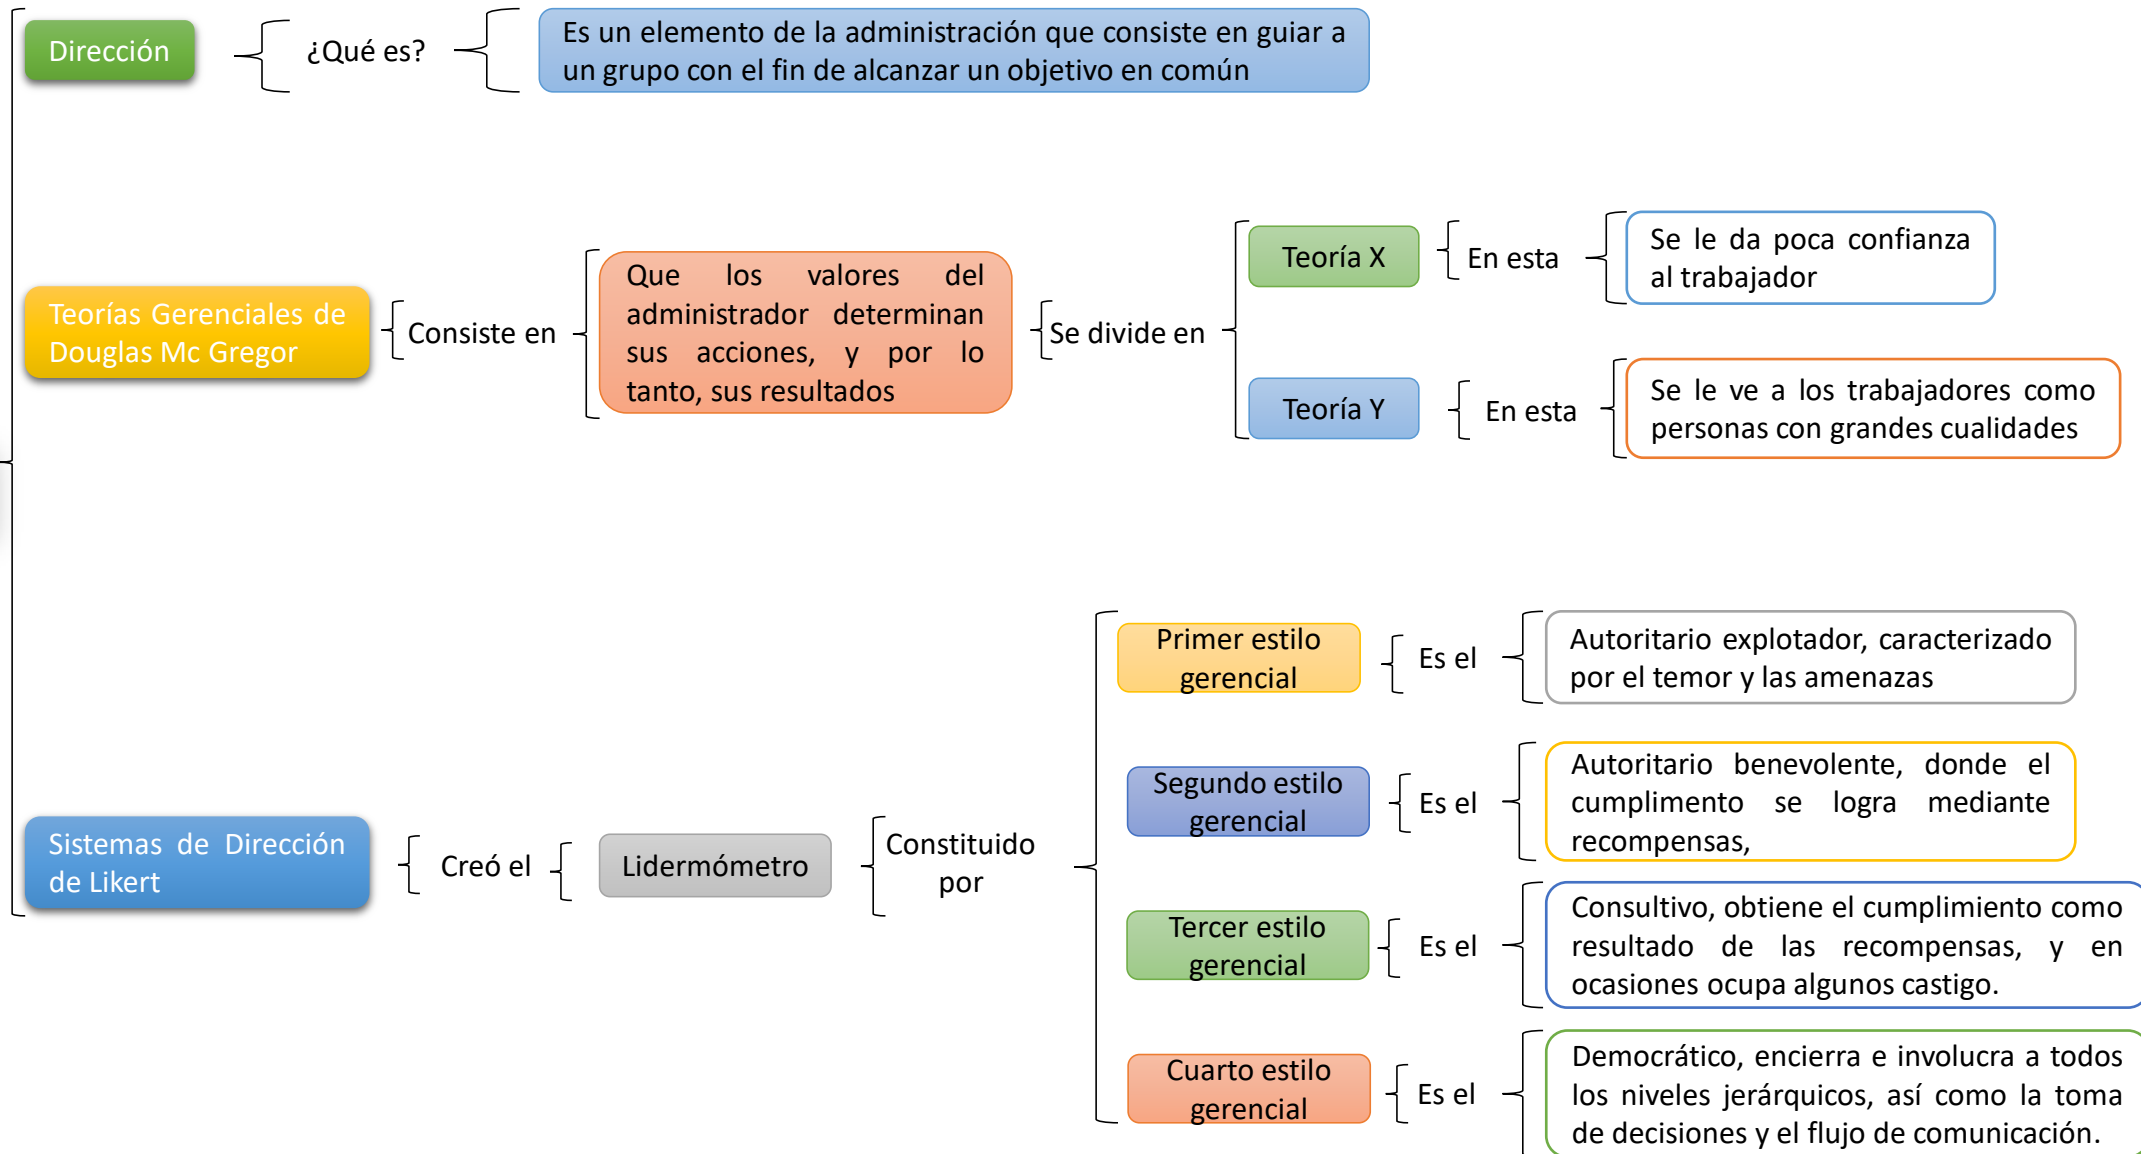 Dirección
¿Qué es?
Es un elemento de la administración que consiste en guiar a
un grupo con el fin de alcanzar un objetivo en común
Teorías Gerenciales de
Douglas Mc Gregor
Consiste en
Que los valores del
administrador determinan
sus acciones, y por lo
tanto, sus resultados
Se divide en
Teoría X
En esta
Se le da poca confianza
al trabajador
Teoría Y
En esta
Se le ve a los trabajadores como
personas con grandes cualidades
Sistemas de Dirección
de Likert
Creó el
Lidermómetro
Constituido
por
Primer estilo
gerencial
Es el
Autoritario explotador, caracterizado
por el temor y las amenazas
Segundo estilo
gerencial
Es el
Autoritario benevolente, donde el
cumplimento se logra mediante
recompensas,
Tercer estilo
gerencial
Es el
Consultivo, obtiene el cumplimiento como
resultado de las recompensas, y en
ocasiones ocupa algunos castigo.
Cuarto estilo
gerencial
Es el
Democrático, encierra e involucra a todos
los niveles jerárquicos, así como la toma
de decisiones y el flujo de comunicación.